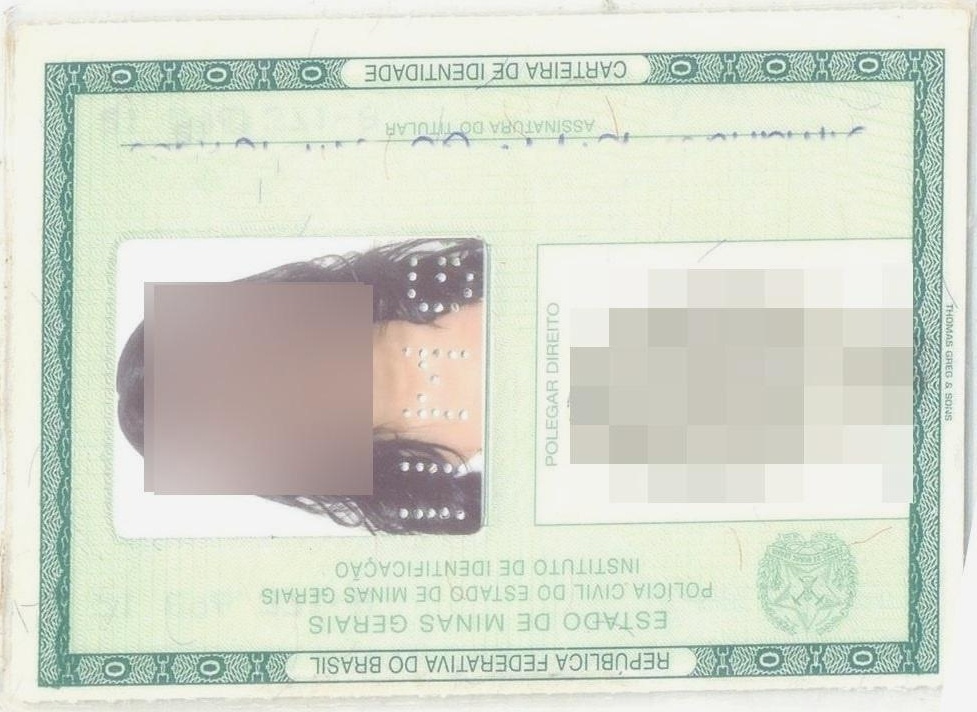 REPÚBLICA FEDERATIVA DO BRASIL
ESTADO DE MINAS GERAIS
POLÍCIA CIVIL DO ESTADO DE MINAS GERAIS
INSTITUTO DE IDENTIFICAÇÃO
POLEGAR DIREITO
ASSINATURA DO TITULAR
CARTEIRA DE IDENTIDADE
THOMAS GREG & SONS